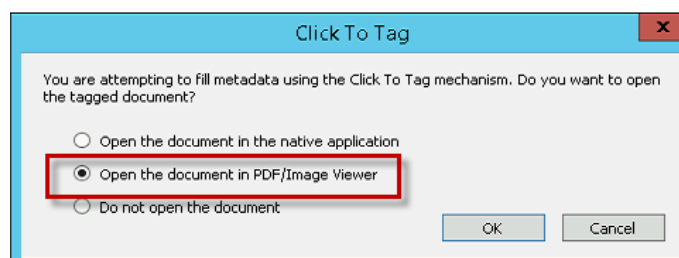 Click To Tag
x
You are attempting to fill metadata using the Click To Tag mechanism. Do you want to open
the tagged document?
Open the document in the native application
Open the document in PDF/Image Viewer
Do not open the document
OK
Cancel